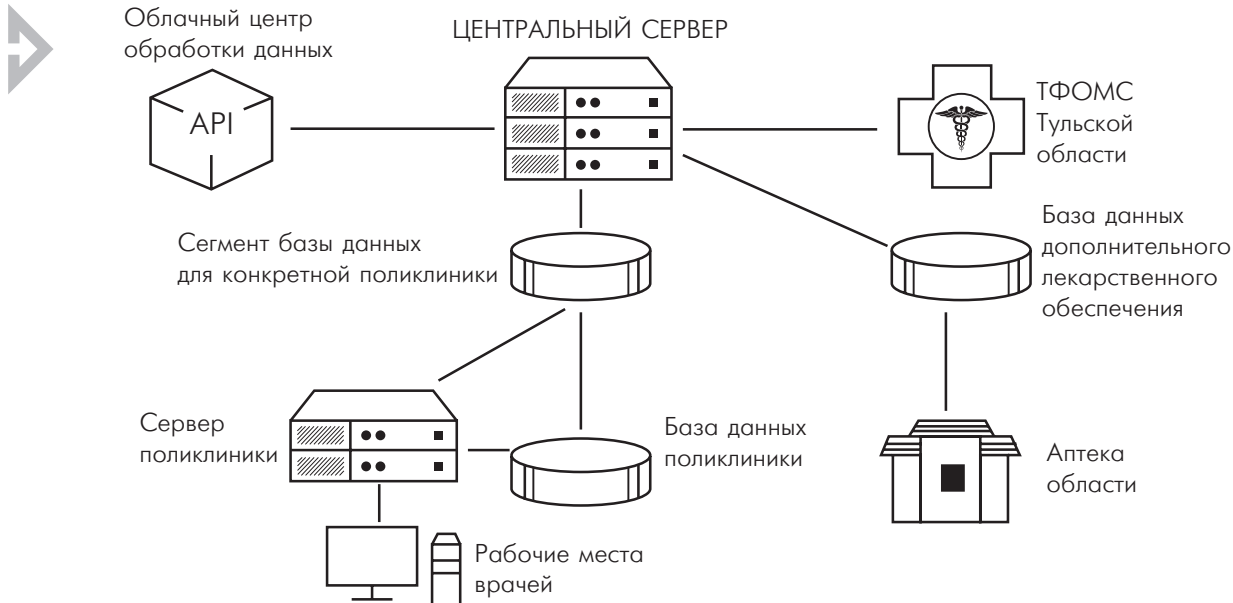 Облачный центр
обработки данных
ЦЕНТРАЛЬНЫЙ СЕРВЕР
API
ТФОМС
Тульской
области
Сегмент базы данных
для конкретной поликлиники
База данных
дополнительного
лекарственного
обеспечения
Сервер
поликлиники
База данных
поликлиники
Аптека
области
Рабочие места
врачей